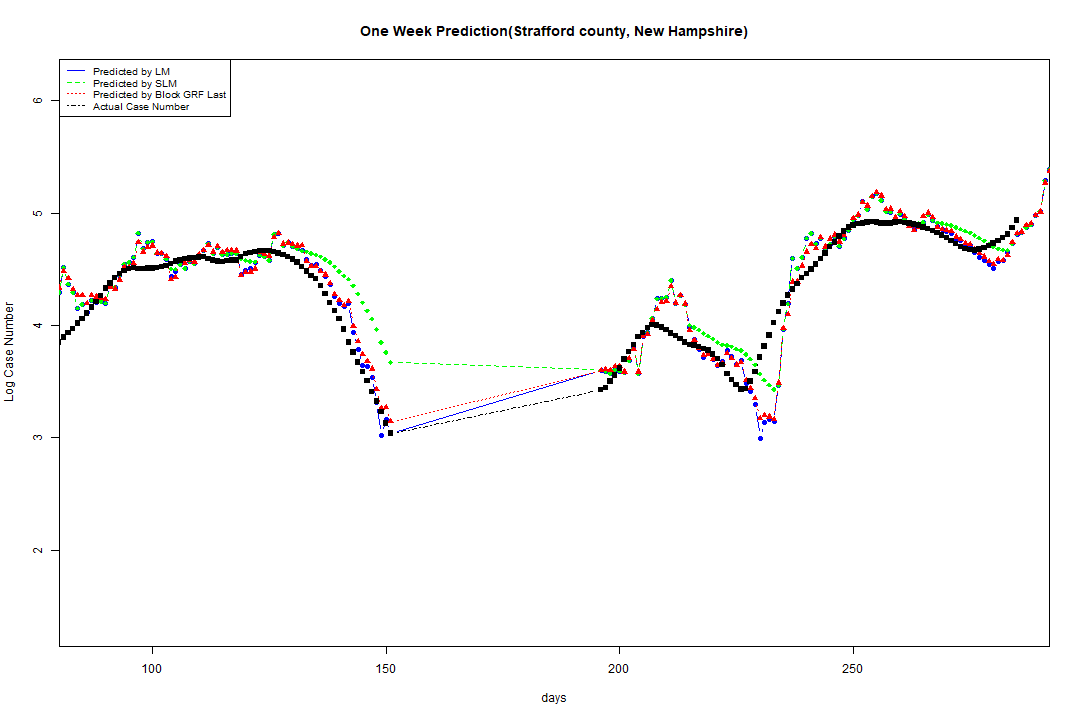 One Week Prediction(Strafford county, New Hampshire)
Predicted by LM
Predicted by SLM
Predicted by Block GRF Last
Actual Case Number
6
5
4
3
2
Log Case Number
100
150
200
250
days